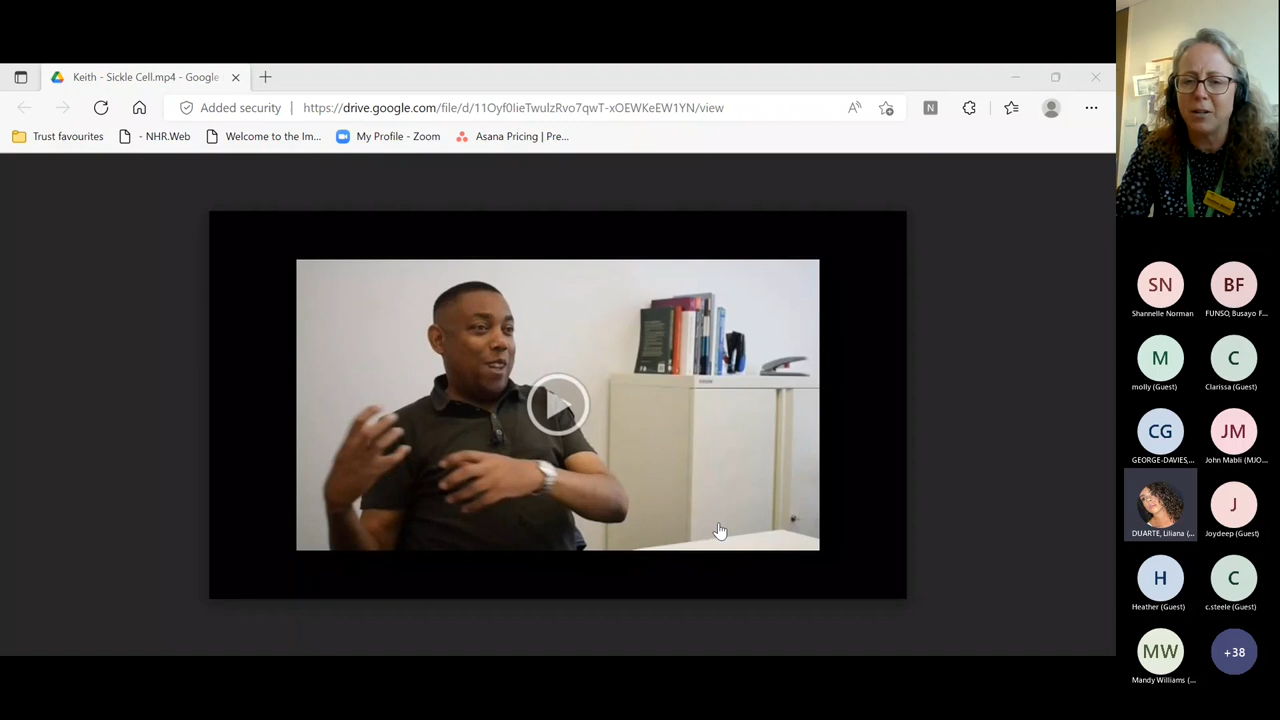 Keith - Sickle Cell.mp4 - Google
Added security
https://drive.google.com/file/d/11Oyf0lieTwulzRvo7qwT-xOEWKeEW1YN/view
N
Trust favourites
- NHR.Web
Welcome to the Im...
My Profile - Zoom
Asana Pricing | Pre...
SN
BF
Shannelle Norman
FUNSO, Busayo F...
M
C
molly (Guest)
Clarissa (Guest)
CG
JM
GEORGE-DAVIES,...
John Mabli (MJO...
J
DUARTE, Liliana (...
Joydeep (Guest)
H
C
Heather (Guest)
c.steele (Guest)
MW
+38
Mandy Williams (...